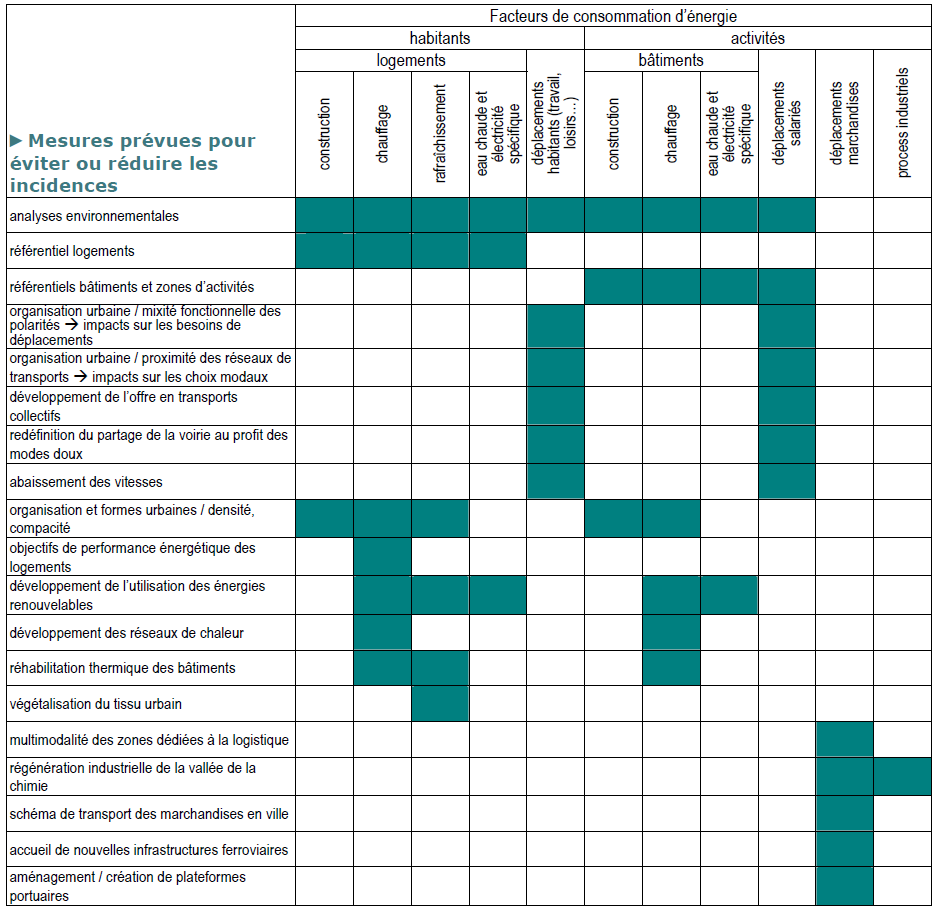 Facteurs de consommation d’énergie
habitants
activités
logements
bâtiments
construction
chauffage
rafraîchissement
eau chaude et
électricité
spécifique
déplacements
habitants (travail,
loisirs…)
construction
chauffage
eau chaude et
électricité
spécifique
déplacements
salariés
déplacements
marchandises
process industriels
►Mesures prévues pour
éviter ou réduire les
incidences
analyses environnementales
référentiel logements
référentiels bâtiments et zones d’activités
organisation urbaine / mixité fonctionnelle des
polarités → impacts sur les besoins de
déplacements
organisation urbaine / proximité des réseaux de
transports → impacts sur les choix modaux
développement de l’offre en transports
collectifs
redéfinition du partage de la voirie au profit des
modes doux
abaissement des vitesses
organisation et formes urbaines / densité,
compacité
objectifs de performance énergétique des
logements
développement de l’utilisation des énergies
renouvelables
développement des réseaux de chaleur
réhabilitation thermique des bâtiments
végétalisation du tissu urbain
multimodalité des zones dédiées à la logistique
régénération industrielle de la vallée de la
chimie
schéma de transport des marchandises en ville
accueil de nouvelles infrastructures ferroviaires
aménagement / création de plateformes
portuaires